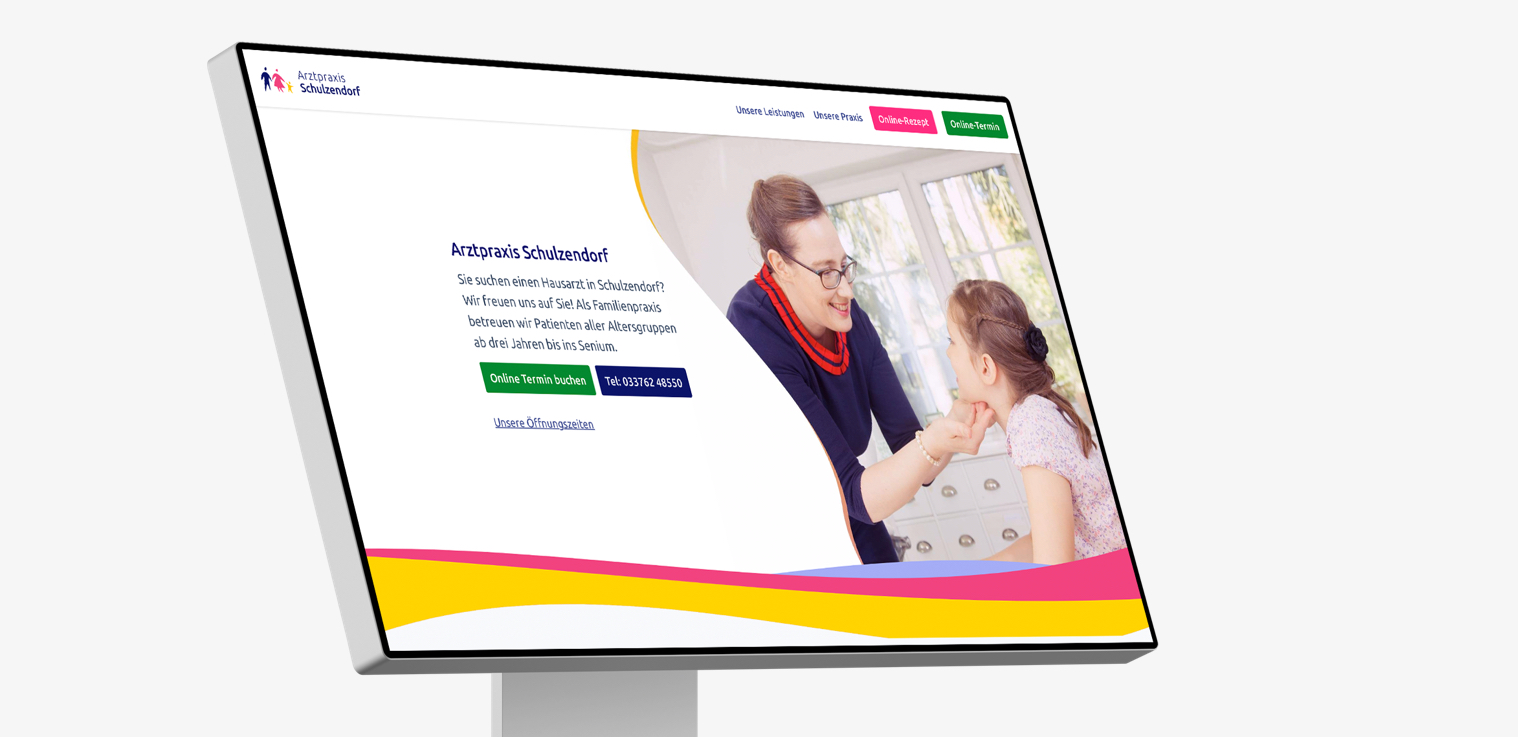 Arztpraxis
Schulzendorf
Unsere Leistungen Unsere Praxis Online-Rezept Online-Termin
Arztpraxis Schulzendorf
Sie suchen einen Hausarzt in Schulzendorf?
Wir freuen uns auf Sie! Als Familienpraxis
betreuen wir Patienten aller Altersgruppen
ab drei Jahren bis ins Senium.
Online Termin buchen Tel: 033762 48550
Unsere Öffnungszeiten